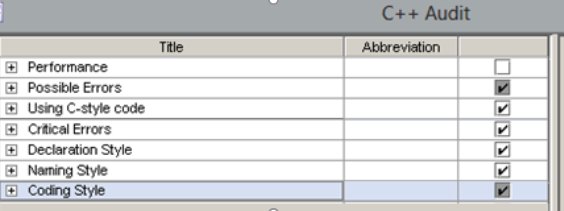 C++ Audit
Title Abbreviation
Performance
Possible Errors
Using C-style code
Critical Errors
Declaration Style
Naming Style
Coding Style